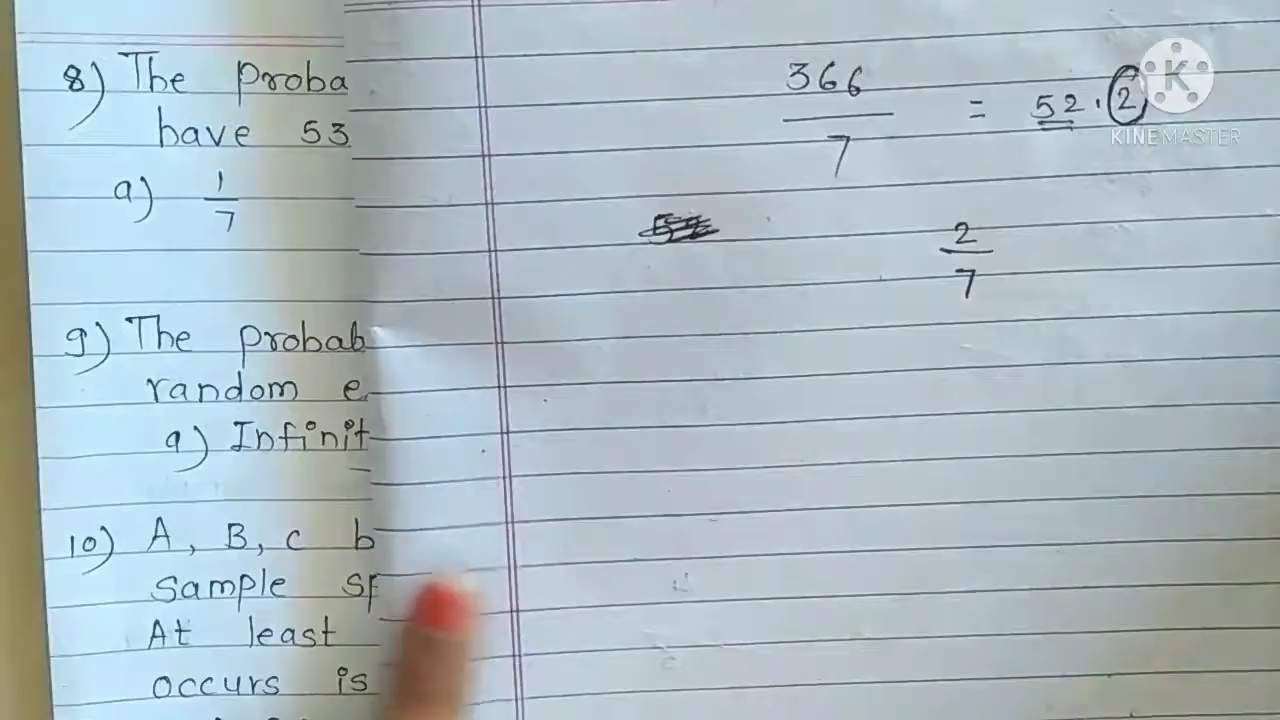 8) The Proba
have 53
a) 1/7
9) The probab
random e
a) Infinit
10) A, B, c b
Sample sp
At least
occurs is
366/7 = 52.2
2/7
KINEMASTER